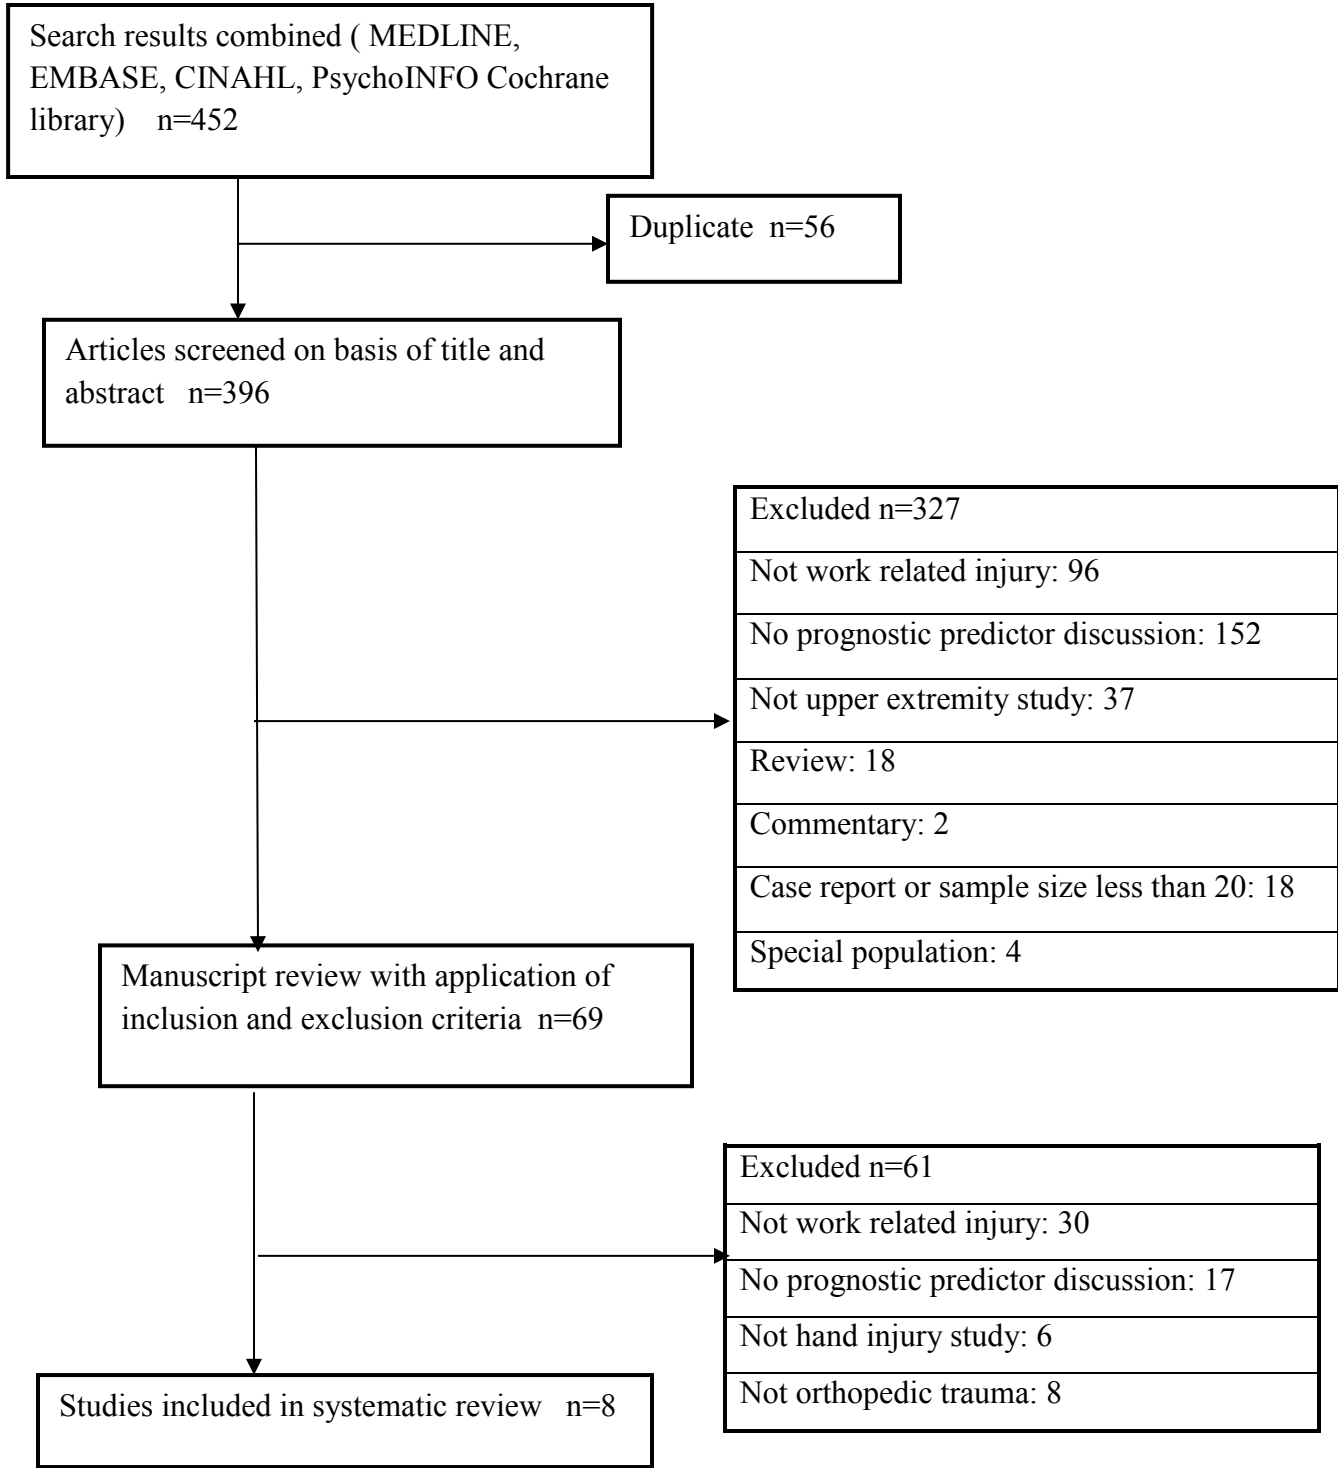 Search results combined ( MEDLINE,
EMBASE, CINAHL, PsychoINFO Cochrane
library) n=452
Duplicate n=56
Articles screened on basis of title and
abstract n=396
Excluded n=327
Not work related injury: 96
No prognostic predictor discussion: 152
Not upper extremity study: 37
Review: 18
Commentary: 2
Case report or sample size less than 20: 18
Special population: 4
Manuscript review with application of
inclusion and exclusion criteria n=69
Excluded n=61
Not work related injury: 30
No prognostic predictor discussion: 17
Not hand injury study: 6
Not orthopedic trauma: 8
Studies included in systematic review n=8